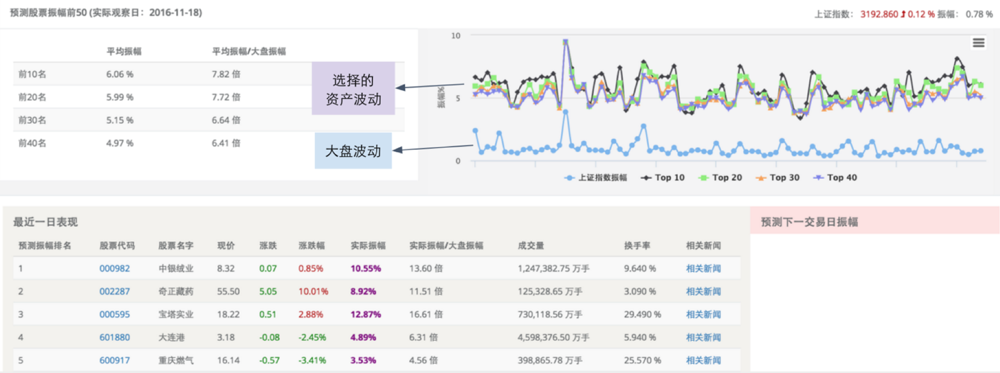 预测股票振幅前50 (实际观察日：2016-11-18)
上证指数： 3192.860 0.12 % 振幅： 0.78 %
平均振幅 平均振幅/大盘振幅
前10名 6.06 % 7.82 倍
前20名 5.99 % 7.72 倍
前30名 5.15 % 6.64 倍
前40名 4.97 % 6.41 倍
选择的
资产波动
大盘波动
10
5
0
振幅%
上证指数振幅 Top 10 Top 20 Top 30 Top 40
最近一日表现
预测振幅排名 股票代码 股票名字 现价 涨跌 涨跌幅 实际振幅 实际振幅/大盘振幅 成交量 换手率 相关新闻
1 000982 中银绒业 8.32 0.07 0.85% 10.55% 13.60 倍 1,247,382.75 万手 9.640 % 相关新闻
2 002287 奇正藏药 55.50 5.05 10.01% 8.92% 11.51 倍 125,328.65 万手 3.090 % 相关新闻
3 000595 宝塔实业 18.22 0.51 2.88% 12.87% 16.61 倍 730,118.56 万手 29.490 % 相关新闻
4 601880 大连港 3.18 -0.08 -2.45% 4.89% 6.31 倍 4,598,376.50 万手 5.940 % 相关新闻
5 600917 重庆燃气 16.14 -0.57 -3.41% 3.53% 4.56 倍 398,865.78 万手 25.570 % 相关新闻
预测下一交易日振幅